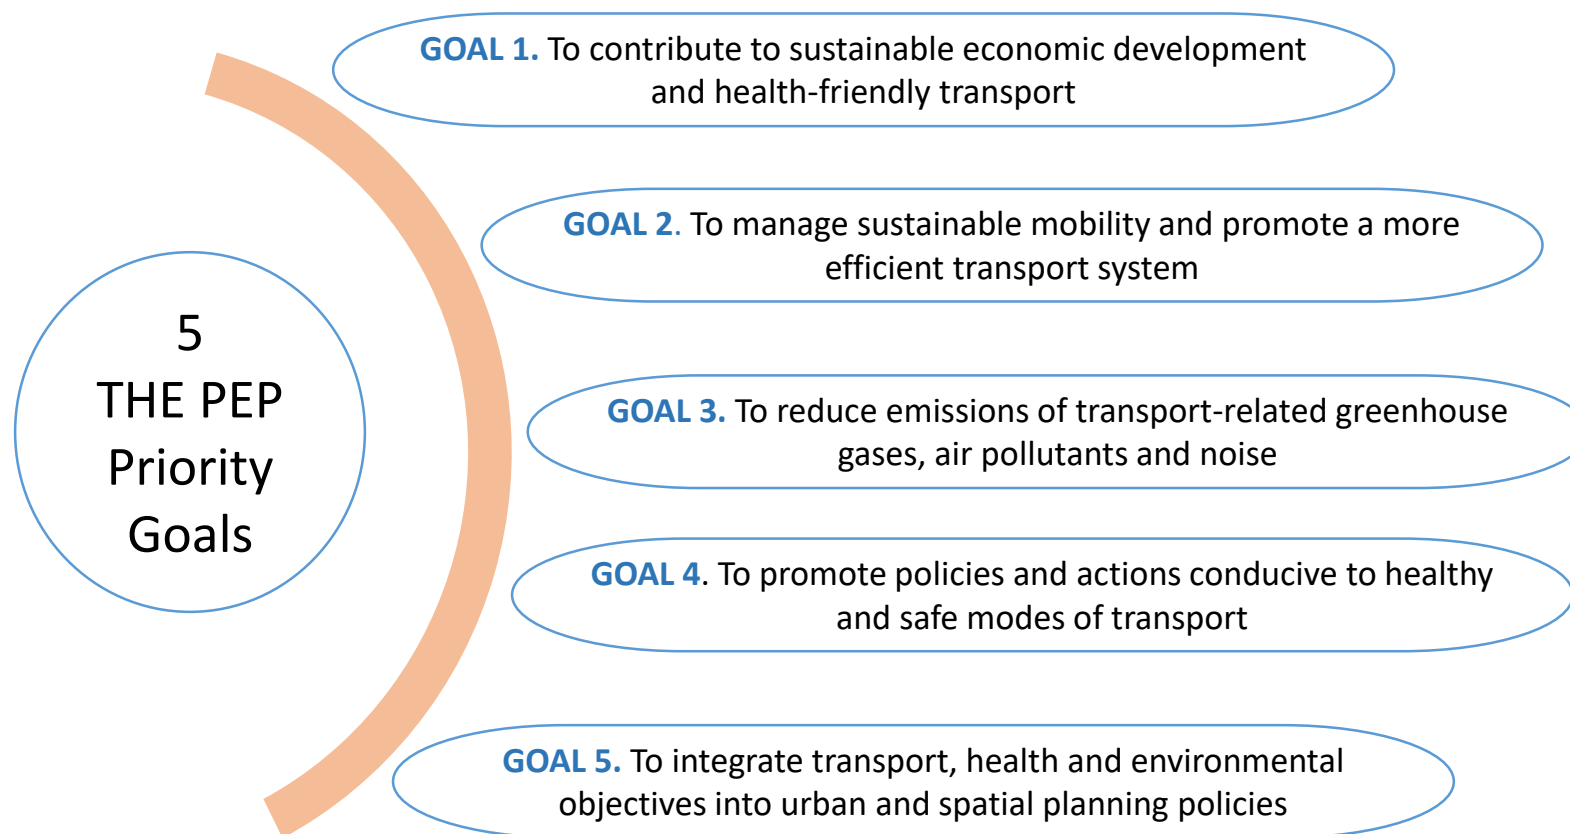 5
THE PEP
Priority
Goals
GOAL 1. To contribute to sustainable economic development
and health-friendly transport
GOAL 2. To manage sustainable mobility and promote a more
efficient transport system
GOAL 3. To reduce emissions of transport-related greenhouse
gases, air pollutants and noise
GOAL 4. To promote policies and actions conducive to healthy
and safe modes of transport
GOAL 5. To integrate transport, health and environmental
objectives into urban and spatial planning policies